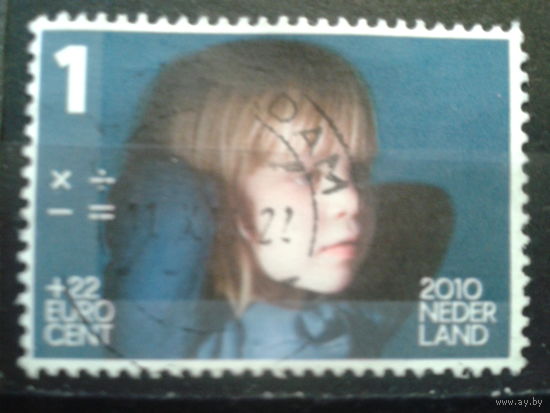 1
× ÷
− =
+22
EURO
CENT
2010
NEDER
LAND
www.ay.by